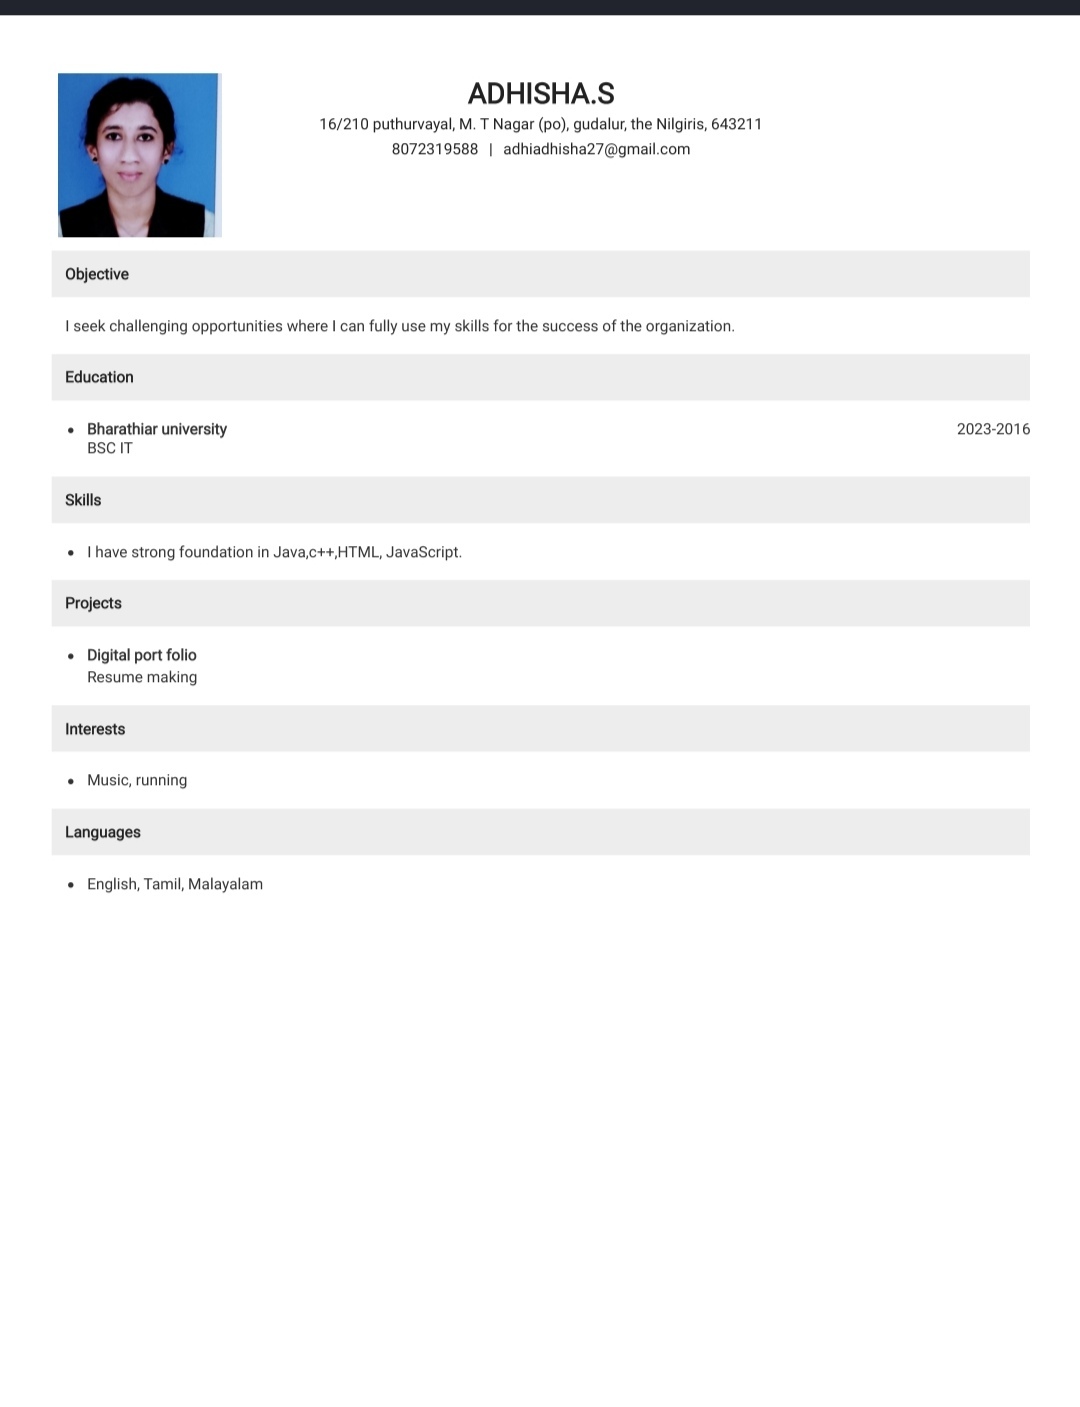 ADHISHA.S
16/210 puthurvayal, M. T Nagar (po), gudalur, the Nilgiris, 643211
8072319588 | adhiadhisha27@gmail.com
Objective
I seek challenging opportunities where I can fully use my skills for the success of the organization.
Education
• Bharathiar university 2023-2016
BSC IT
Skills
• I have strong foundation in Java,c++,HTML, JavaScript.
Projects
• Digital port folio
Resume making
Interests
• Music, running
Languages
• English, Tamil, Malayalam